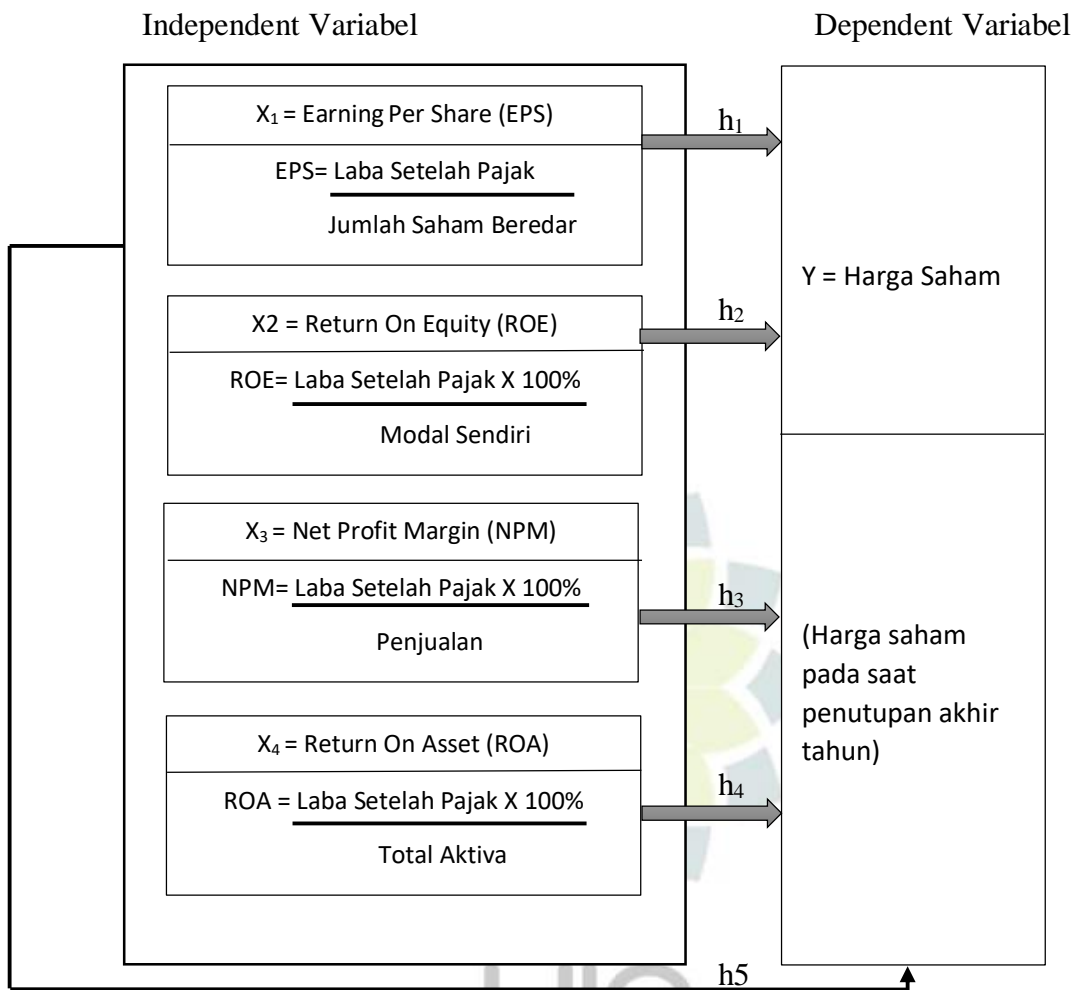 Independent Variabel
Dependent Variabel
X₁ = Earning Per Share (EPS)
EPS= Laba Setelah Pajak
Jumlah Saham Beredar
h₁
X2 = Return On Equity (ROE)
ROE= Laba Setelah Pajak X 100%
Modal Sendiri
h₂
X₃ = Net Profit Margin (NPM)
NPM= Laba Setelah Pajak X 100%
Penjualan
h₃
X₄ = Return On Asset (ROA)
ROA = Laba Setelah Pajak X 100%
Total Aktiva
h₄
Y = Harga Saham
(Harga saham
pada saat
penutupan akhir
tahun)
h5